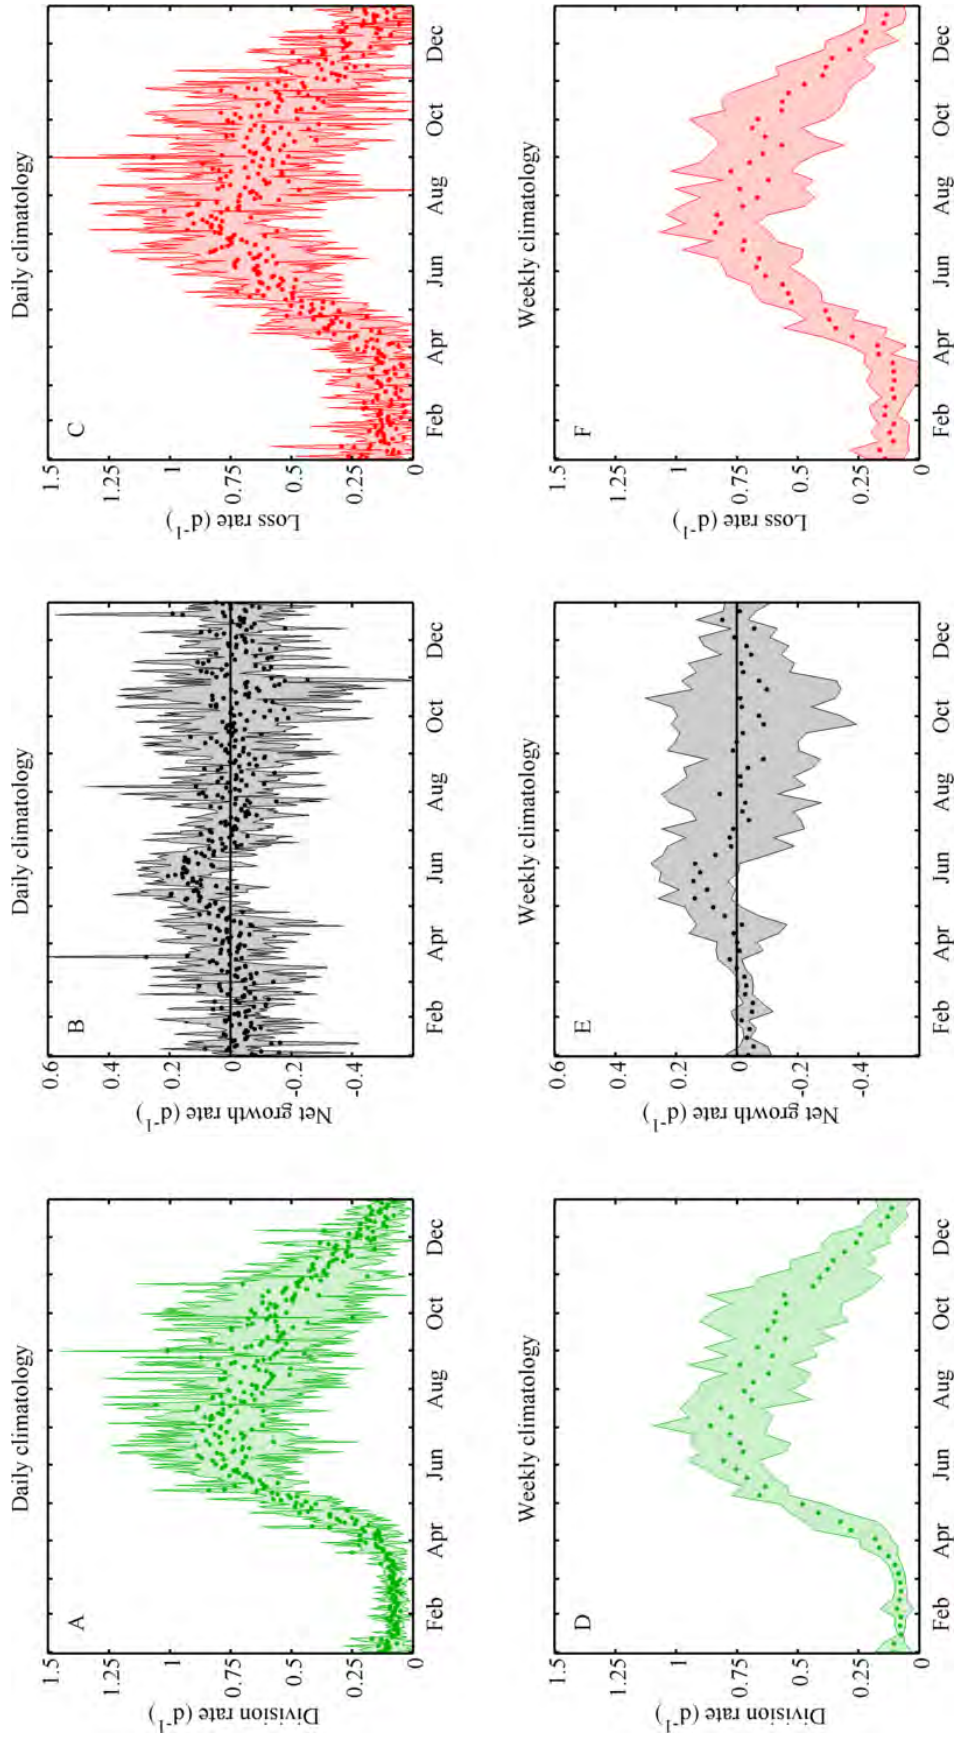 Daily climatology
A
Division rate (d⁻¹)
1.5
1.25
1
0.75
0.5
0.25
0
Feb Apr Jun Aug Oct Dec
Daily climatology
B
Net growth rate (d⁻¹)
0.6
0.4
0.2
0
-0.2
-0.4
Feb Apr Jun Aug Oct Dec
Daily climatology
C
Loss rate (d⁻¹)
1.5
1.25
1
0.75
0.5
0.25
0
Feb Apr Jun Aug Oct Dec
Weekly climatology
D
Division rate (d⁻¹)
1.5
1.25
1
0.75
0.5
0.25
0
Feb Apr Jun Aug Oct Dec
Weekly climatology
E
Net growth rate (d⁻¹)
0.6
0.4
0.2
0
-0.2
-0.4
Feb Apr Jun Aug Oct Dec
Weekly climatology
F
Loss rate (d⁻¹)
1.5
1.25
1
0.75
0.5
0.25
0
Feb Apr Jun Aug Oct Dec